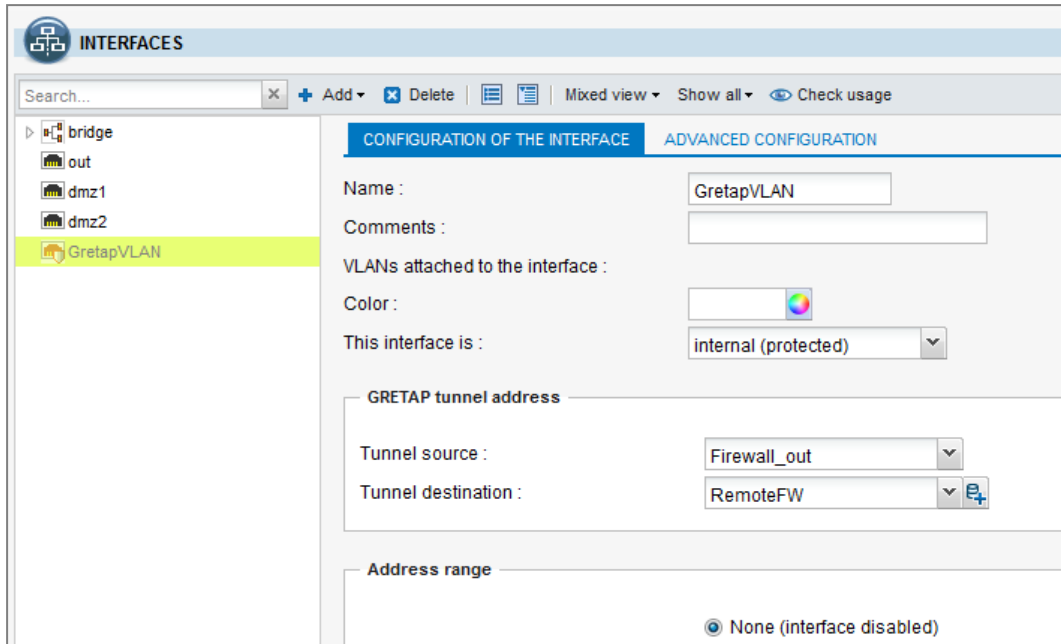 INTERFACES
Search... Add Delete Mixed view Show all Check usage
bridge
out
dmz1
dmz2
GretapVLAN
CONFIGURATION OF THE INTERFACE ADVANCED CONFIGURATION
Name : GretapVLAN
Comments :
VLANs attached to the interface :
Color :
This interface is : internal (protected)
GRETAP tunnel address
Tunnel source : Firewall_out
Tunnel destination : RemoteFW
Address range
None (interface disabled)